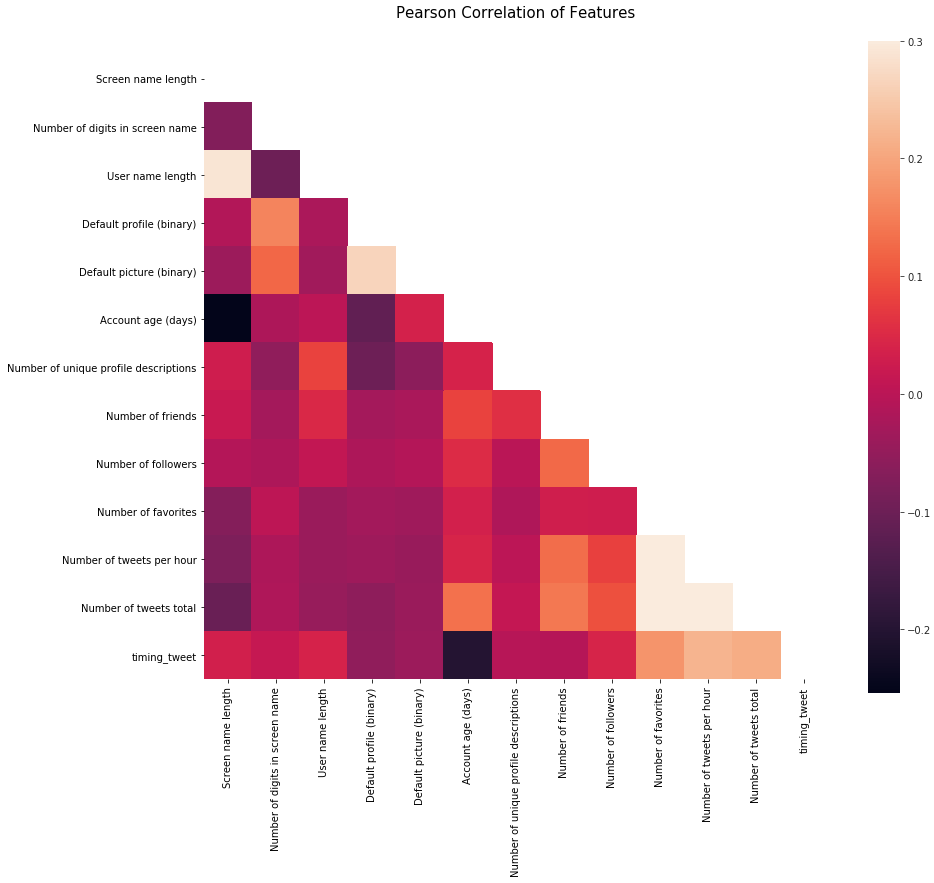 Pearson Correlation of Features
Screen name length
Number of digits in screen name
User name length
Default profile (binary)
Default picture (binary)
Account age (days)
Number of unique profile descriptions
Number of friends
Number of followers
Number of favorites
Number of tweets per hour
Number of tweets total
timing_tweet
Screen name length
Number of digits in screen name
User name length
Default profile (binary)
Default picture (binary)
Account age (days)
Number of unique profile descriptions
Number of friends
Number of followers
Number of favorites
Number of tweets per hour
Number of tweets total
timing_tweet
0.3
0.2
0.1
0.0
−0.1
−0.2